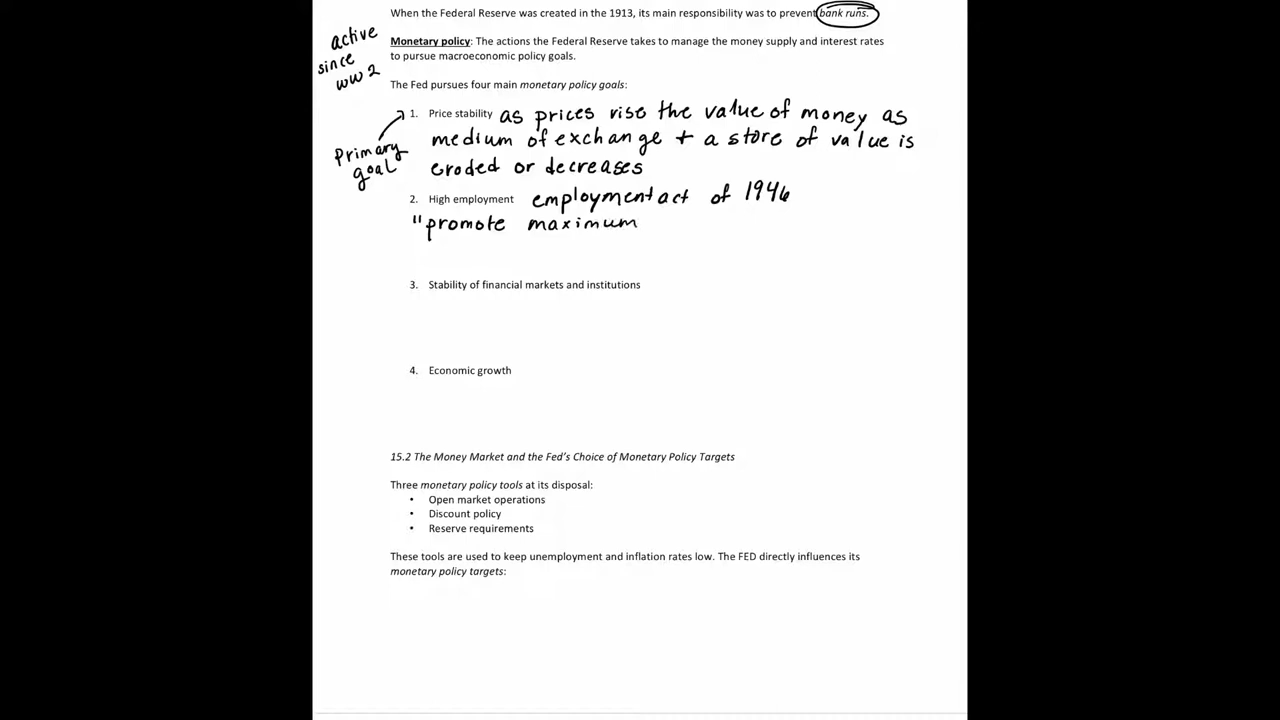 When the Federal Reserve was created in the 1913, its main responsibility was to prevent bank runs.
active
since
ww2
Monetary policy: The actions the Federal Reserve takes to manage the money supply and interest rates
to pursue macroeconomic policy goals.
The Fed pursues four main monetary policy goals:
1. Price stability as prices rise the value of money as
medium of exchange + a store of value is
eroded or decreases
Primary
goal
2. High employment employment act of 1946
"promote maximum
3. Stability of financial markets and institutions
4. Economic growth
15.2 The Money Market and the Fed's Choice of Monetary Policy Targets
Three monetary policy tools at its disposal:
• Open market operations
• Discount policy
• Reserve requirements
These tools are used to keep unemployment and inflation rates low. The FED directly influences its
monetary policy targets: